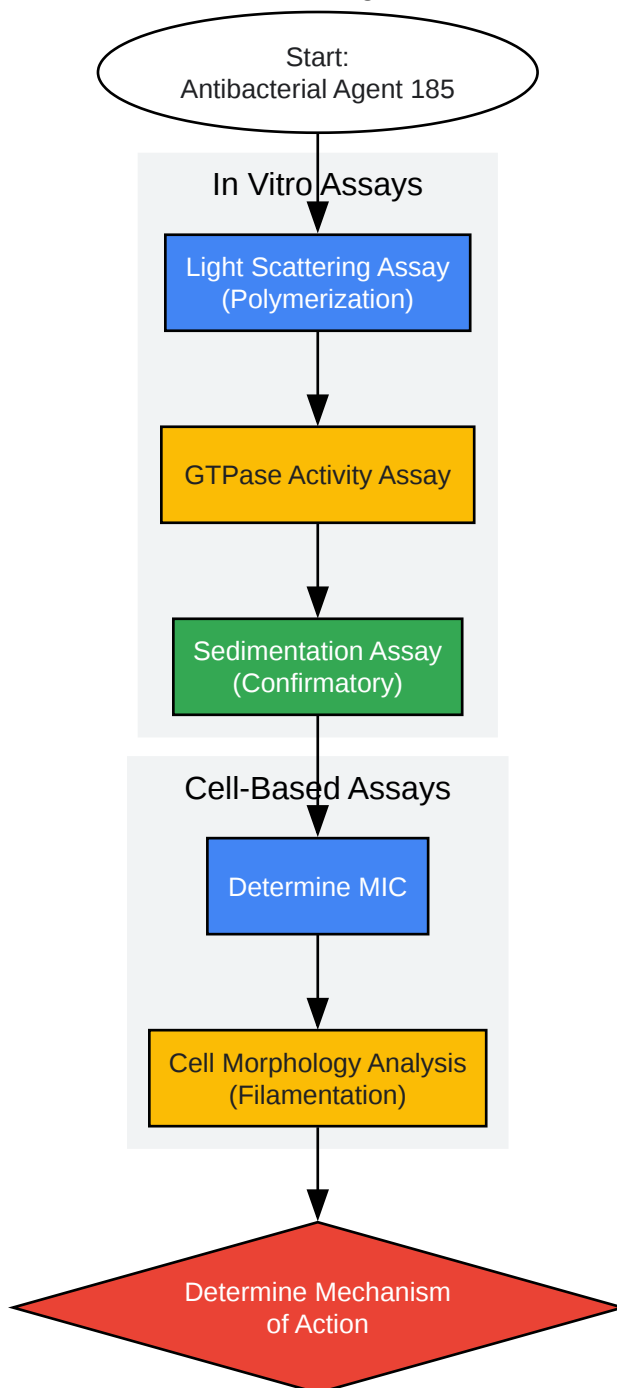 Start:
Antibacterial Agent 185
In Vitro Assays
Light Scattering Assay
(Polymerization)
GTPase Activity Assay
Sedimentation Assay
(Confirmatory)
Cell-Based Assays
Determine MIC
Cell Morphology Analysis
(Filamentation)
Determine Mechanism
of Action